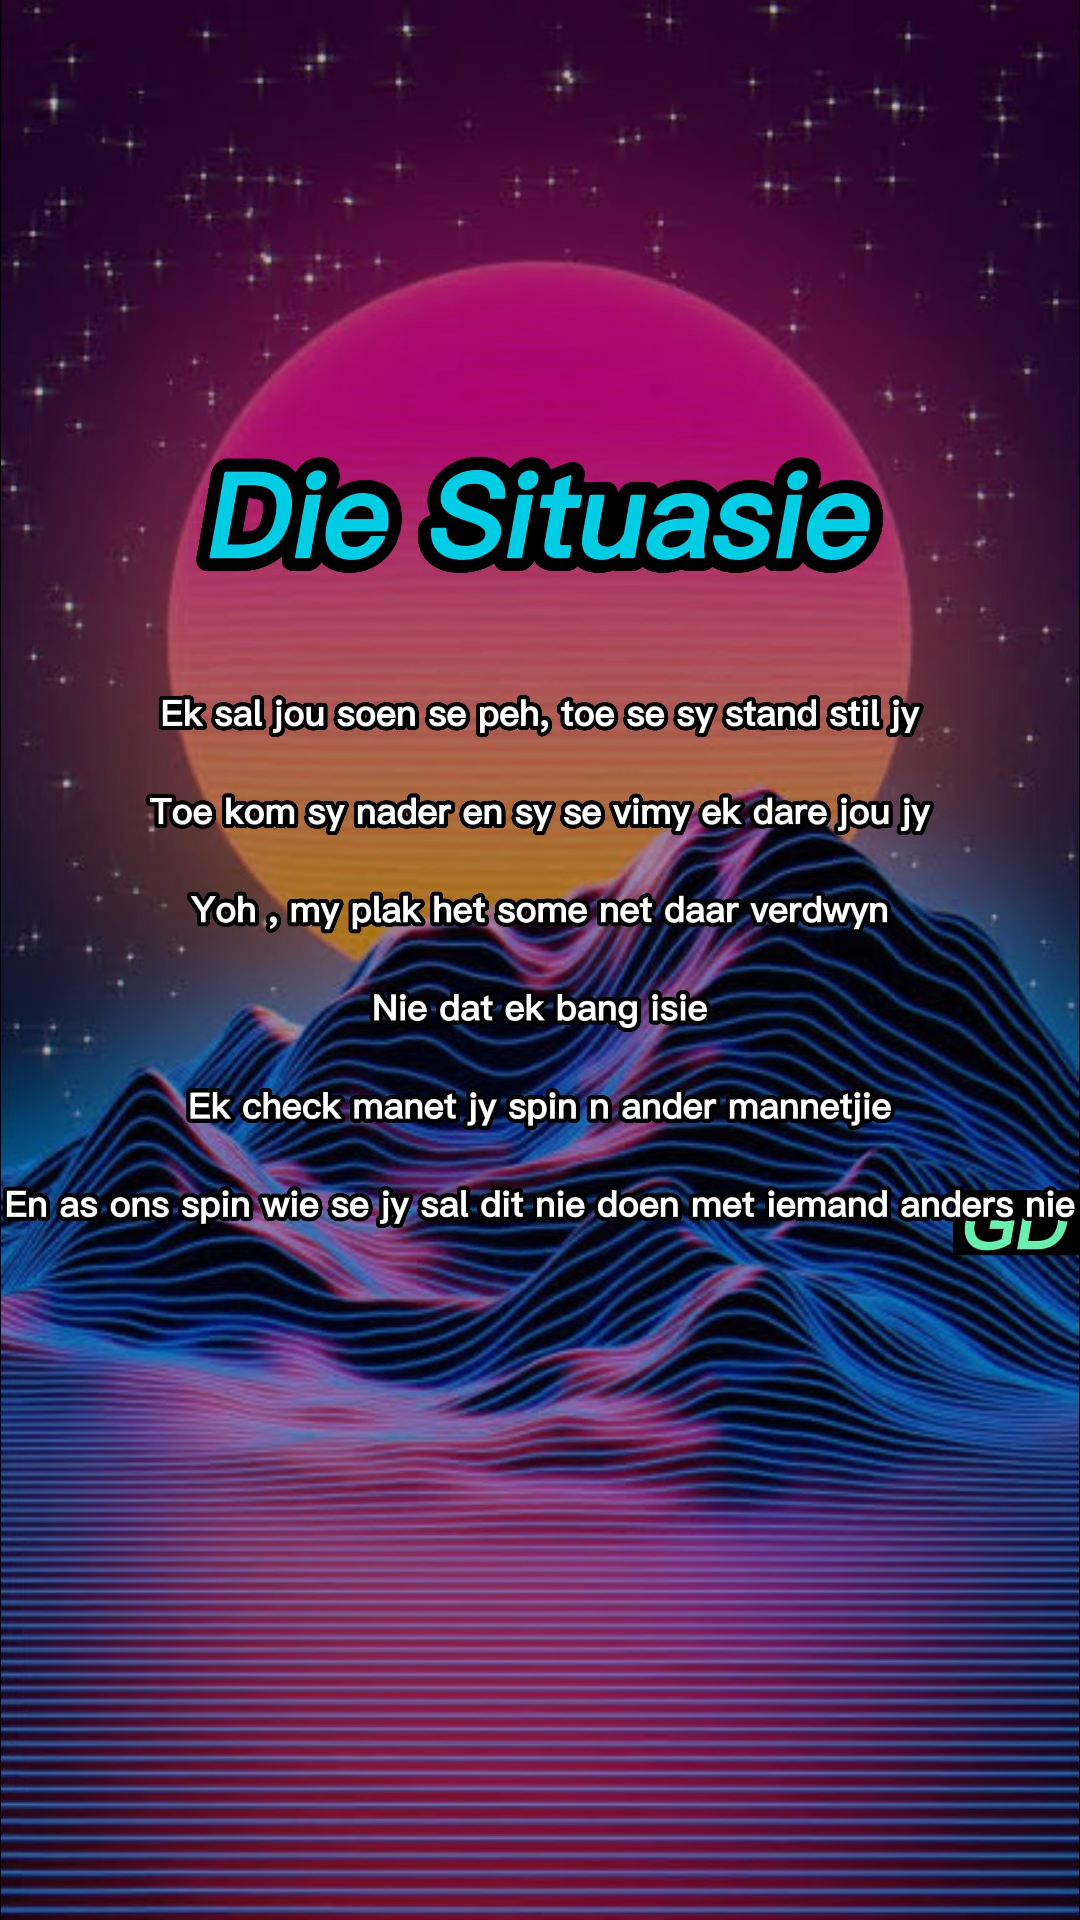 Die Situasie
Ek sal jou soen se peh, toe se sy stand stil jy
Toe kom sy nader en sy se vimy ek dare jou jy
Yoh , my plak het some net daar verdwyn
Nie dat ek bang isie
Ek check manet jy spin n ander mannetjie
En as ons spin wie se jy sal dit nie doen met iemand anders nie
GD